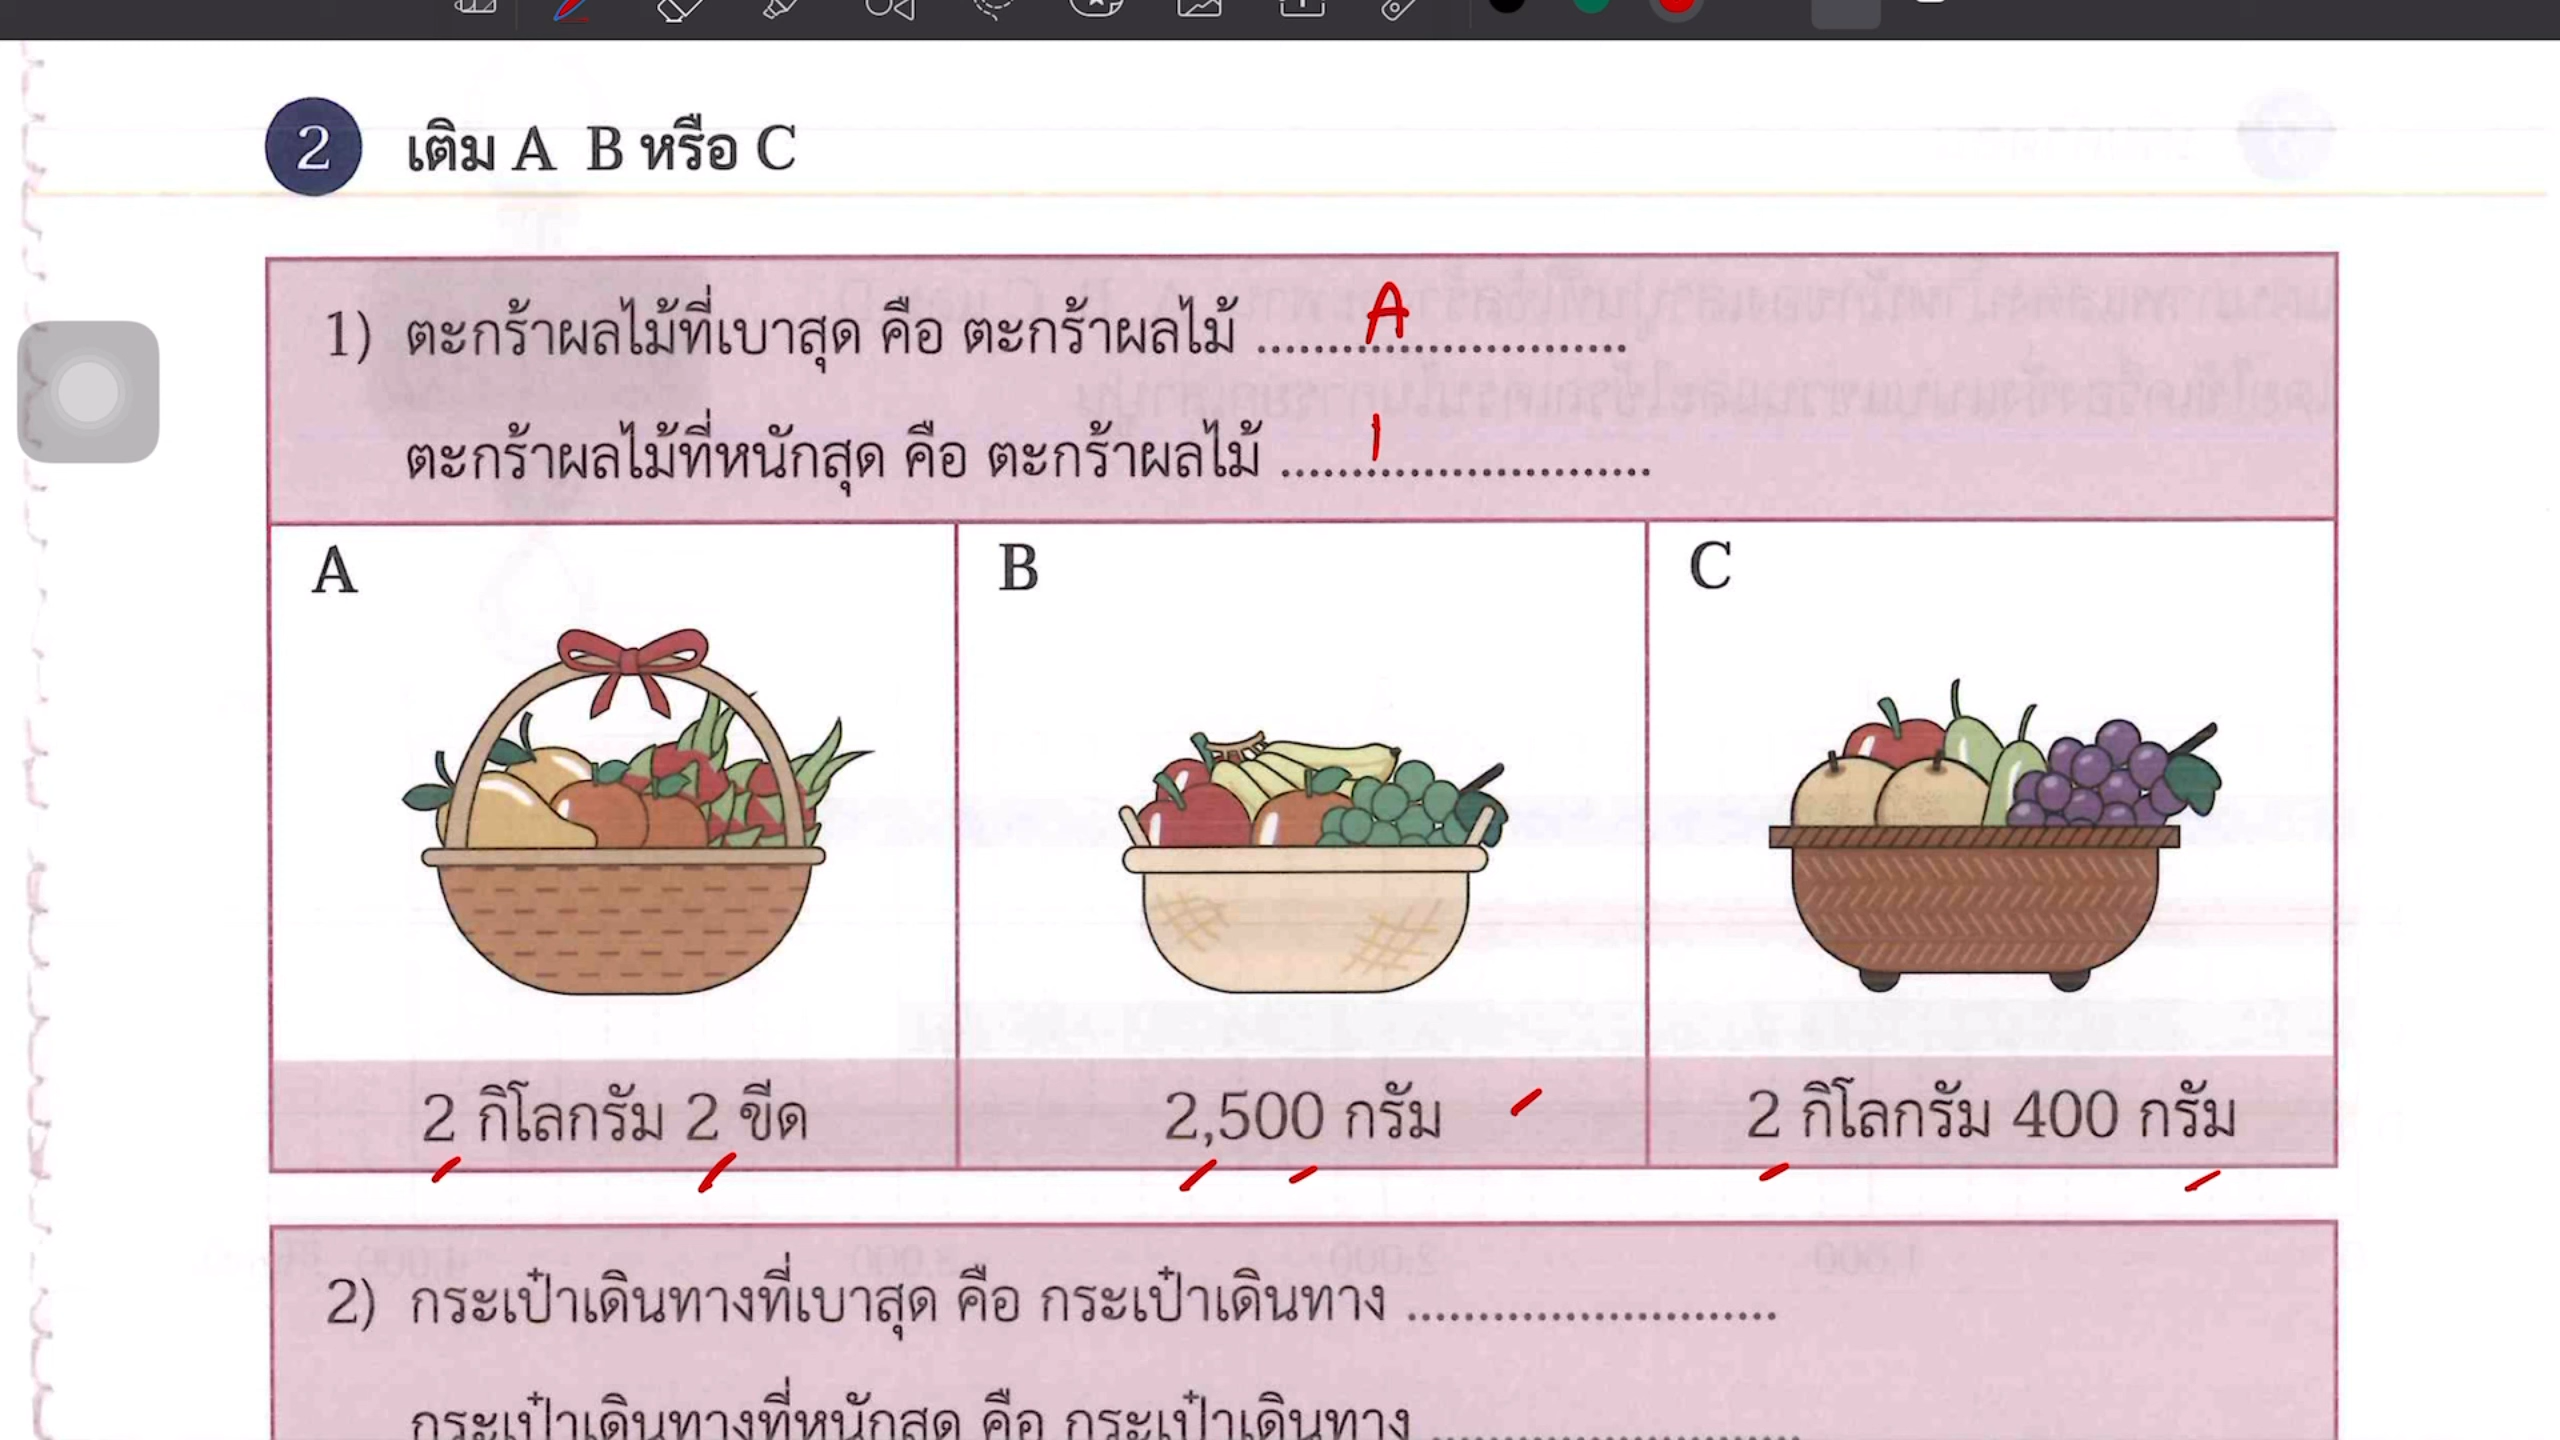 2 เติม A B หรือ C
1) ตะกร้าผลไม้ที่เบาสุด คือ ตะกร้าผลไม้ ........A..................
ตะกร้าผลไม้ที่หนักสุด คือ ตะกร้าผลไม้ ..........................
A B C
2 กิโลกรัม 2 ขีด 2,500 กรัม 2 กิโลกรัม 400 กรัม
2) กระเป๋าเดินทางที่เบาสุด คือ กระเป๋าเดินทาง ..........................
กระเป๋าเดินทางที่หนักสุด คือ กระเป๋าเดินทาง ..........................